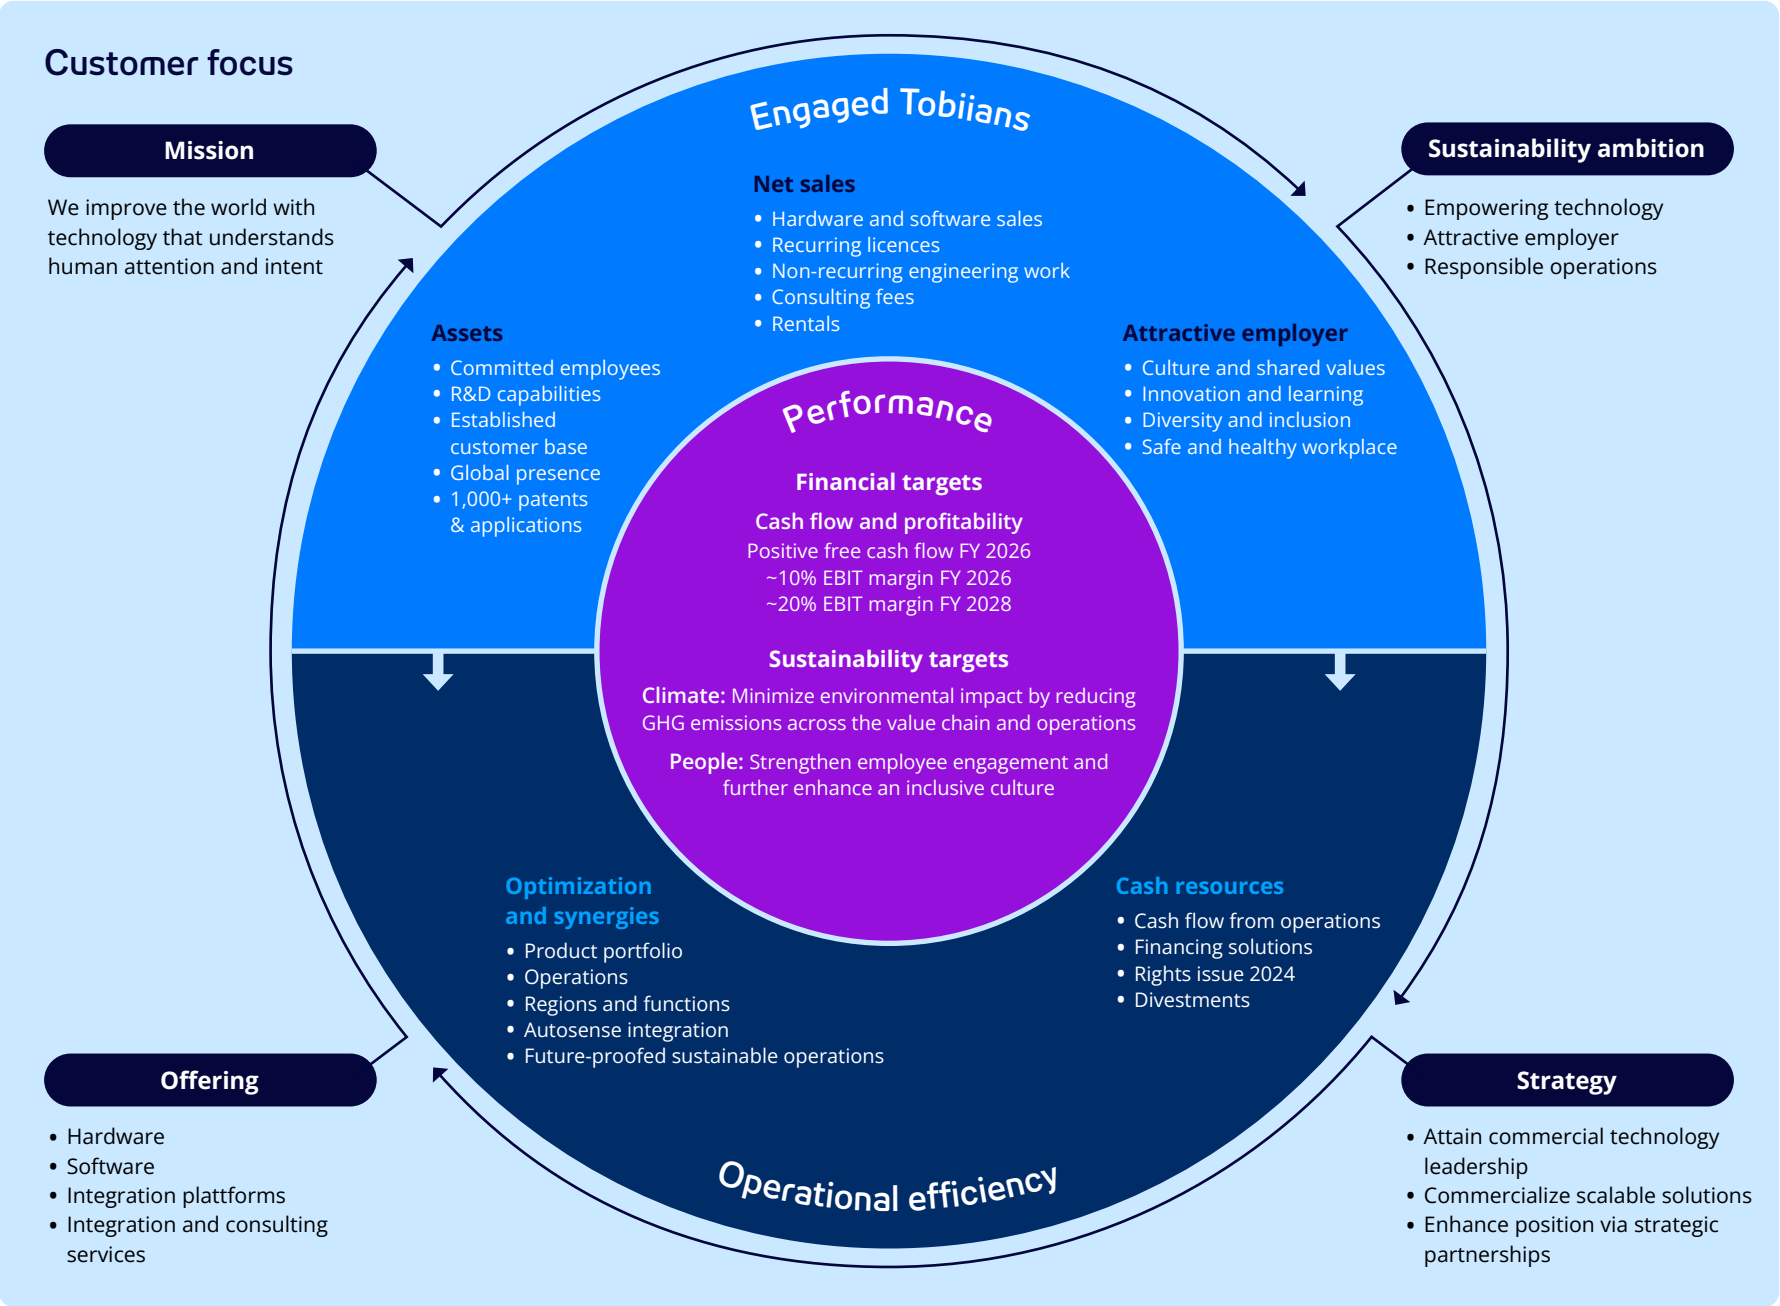 Customer focus
Mission
We improve the world with
technology that understands
human attention and intent
Sustainability ambition
• Empowering technology
• Attractive employer
• Responsible operations
Engaged Tobiians
Net sales
• Hardware and software sales
• Recurring licences
• Non-recurring engineering work
• Consulting fees
• Rentals
Assets
• Committed employees
• R&D capabilities
• Established
customer base
• Global presence
• 1,000+ patents
& applications
Attractive employer
• Culture and shared values
• Innovation and learning
• Diversity and inclusion
• Safe and healthy workplace
Performance
Financial targets
Cash flow and profitability
Positive free cash flow FY 2026
~10% EBIT margin FY 2026
~20% EBIT margin FY 2028
Sustainability targets
Climate: Minimize environmental impact by reducing
GHG emissions across the value chain and operations
People: Strengthen employee engagement and
further enhance an inclusive culture
Optimization
and synergies
• Product portfolio
• Operations
• Regions and functions
• Autosense integration
• Future-proofed sustainable operations
Cash resources
• Cash flow from operations
• Financing solutions
• Rights issue 2024
• Divestments
Operational efficiency
Offering
• Hardware
• Software
• Integration plattforms
• Integration and consulting
services
Strategy
• Attain commercial technology
leadership
• Commercialize scalable solutions
• Enhance position via strategic
partnerships